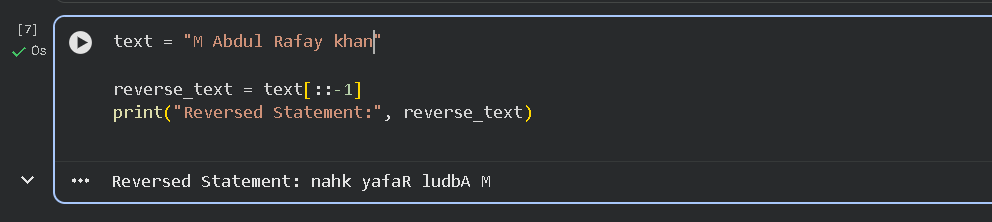 [7]
0s
text = "M Abdul Rafay khan"
reverse_text = text[::-1]
print("Reversed Statement:", reverse_text)
Reversed Statement: nahk yafaR ludbA M